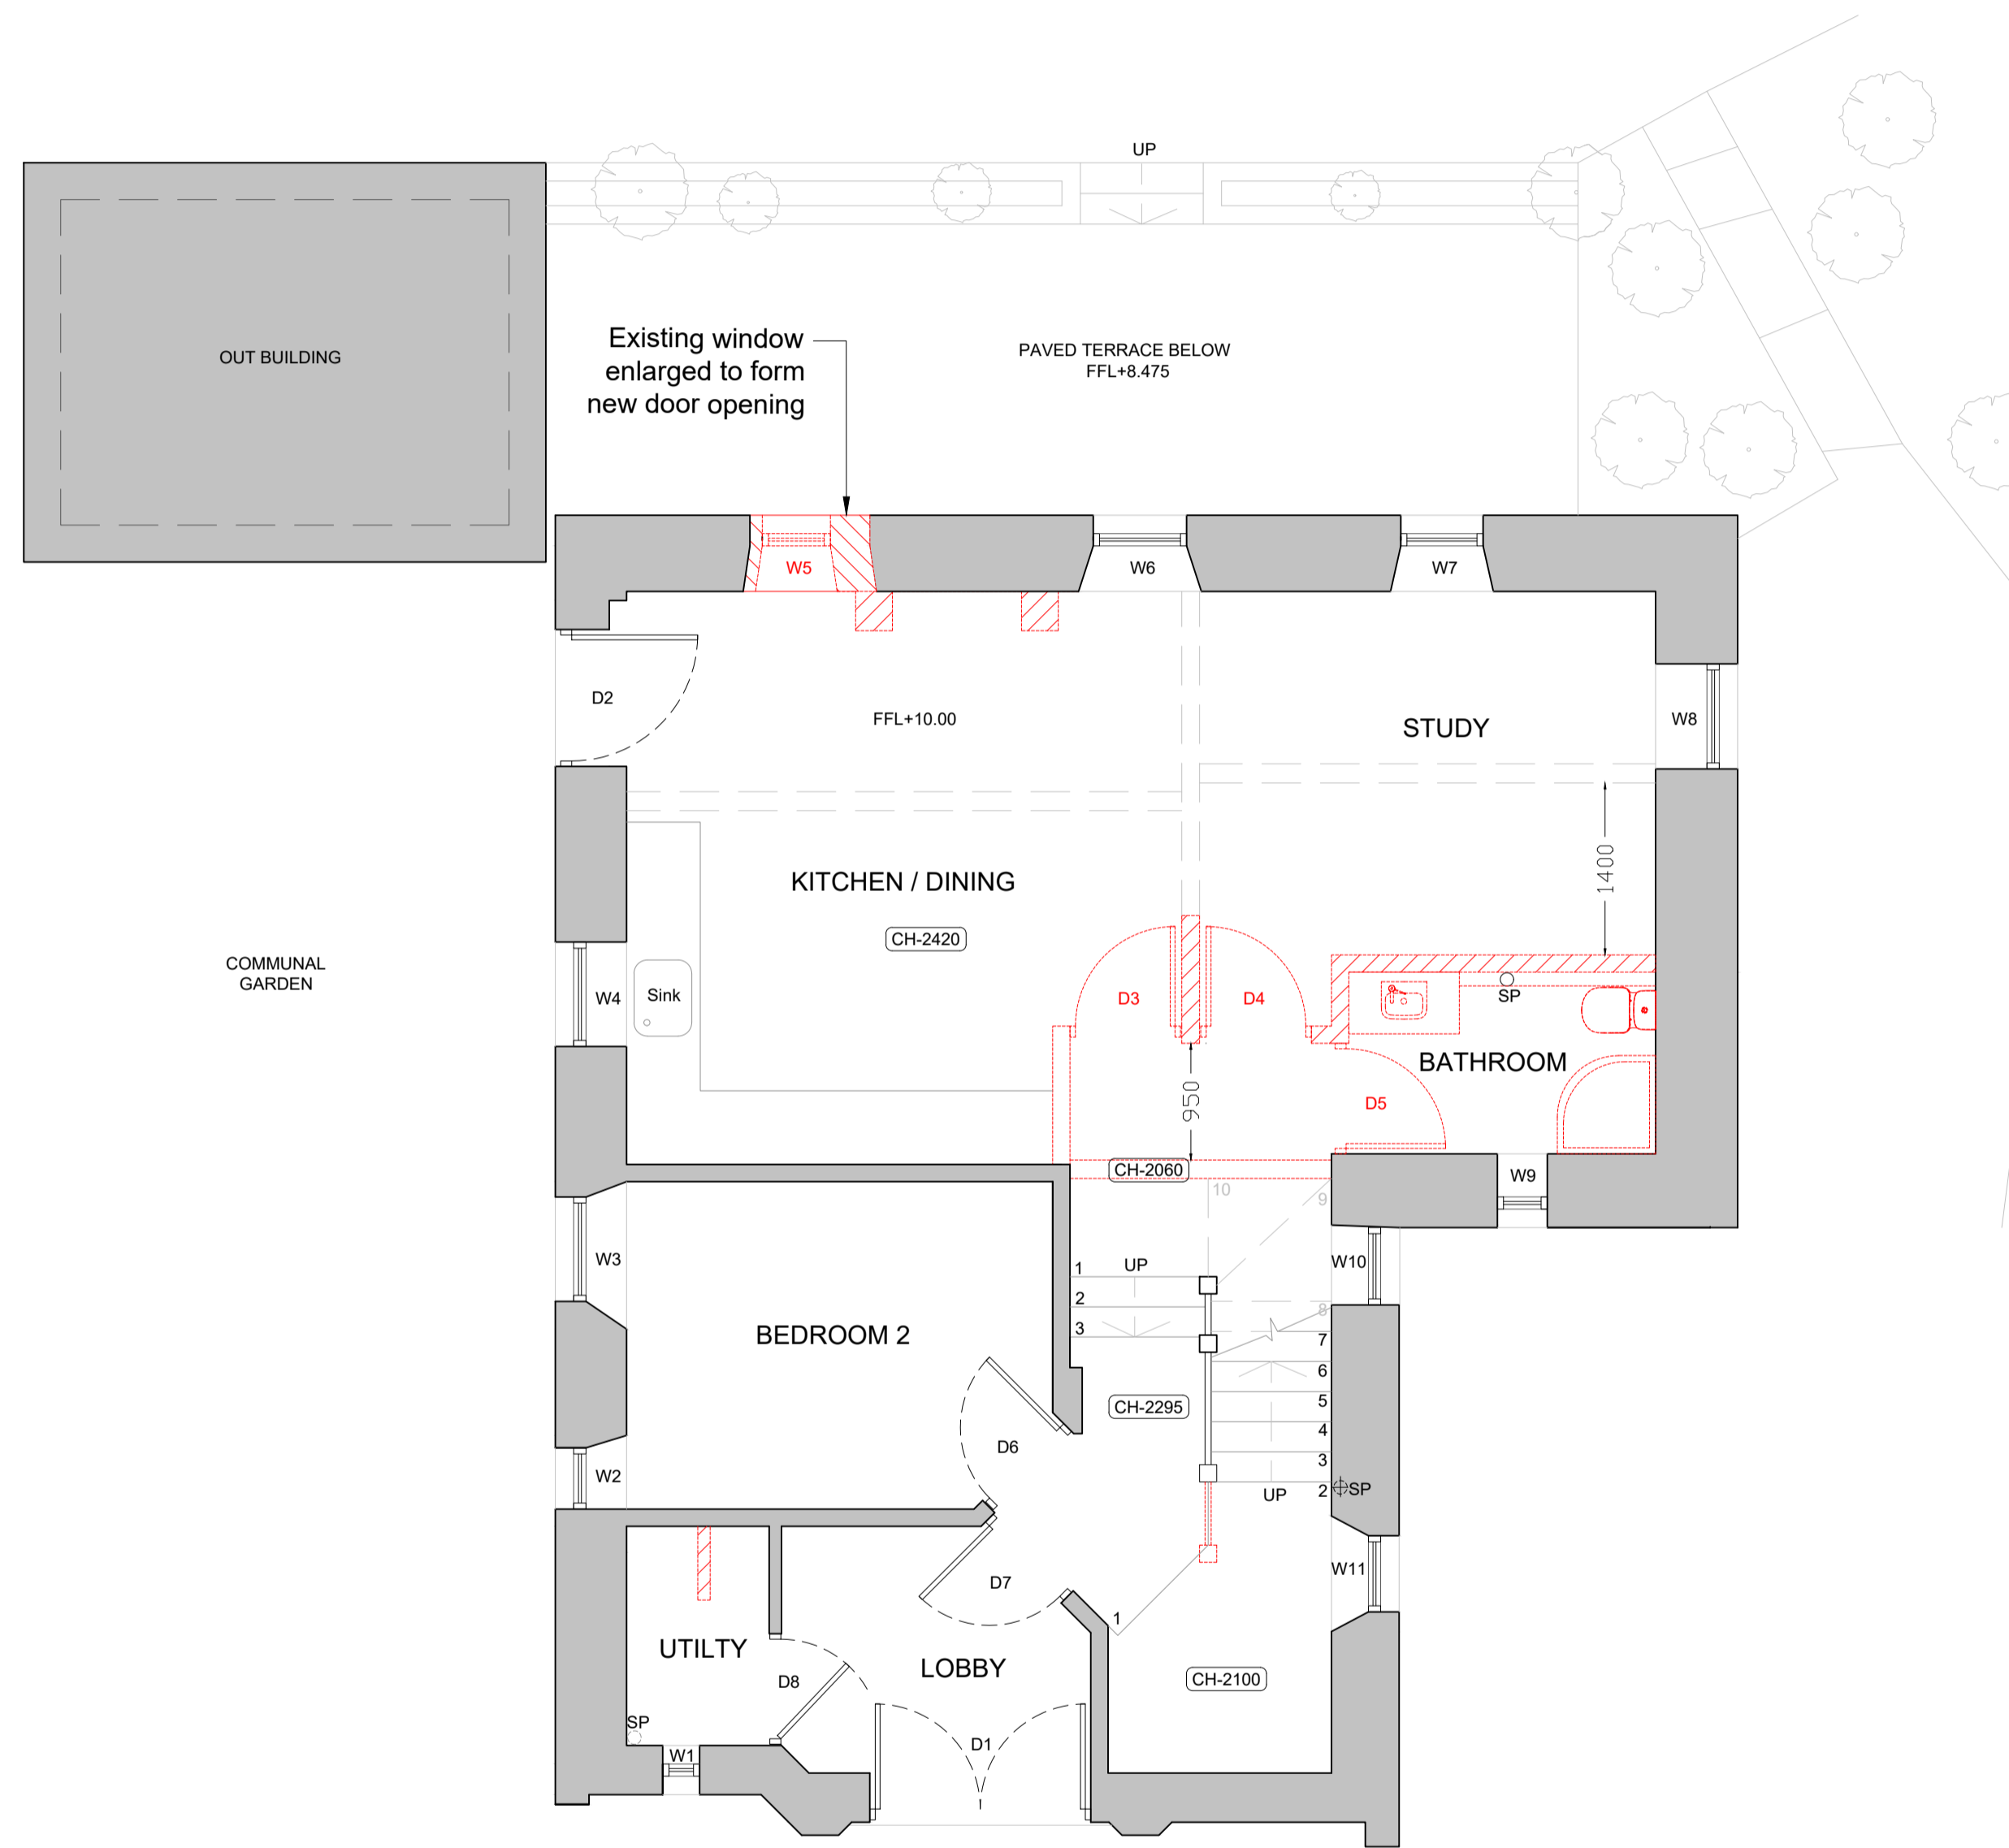 UP
OUT BUILDING
Existing window
enlarged to form
new door opening
PAVED TERRACE BELOW
FFL+8.475
W5
W6
W7
D2
FFL+10.00
STUDY
W8
1400
KITCHEN / DINING
CH-2420
COMMUNAL
GARDEN
W4
Sink
D3
D4
SP
BATHROOM
950
D5
CH-2060
W9
10
9
W3
W10
1
UP
2
3
8
7
6
5
4
3
2
BEDROOM 2
CH-2295
D6
W2
UP
SP
D7
W11
1
UTILTY
LOBBY
D8
CH-2100
SP
W1
D1